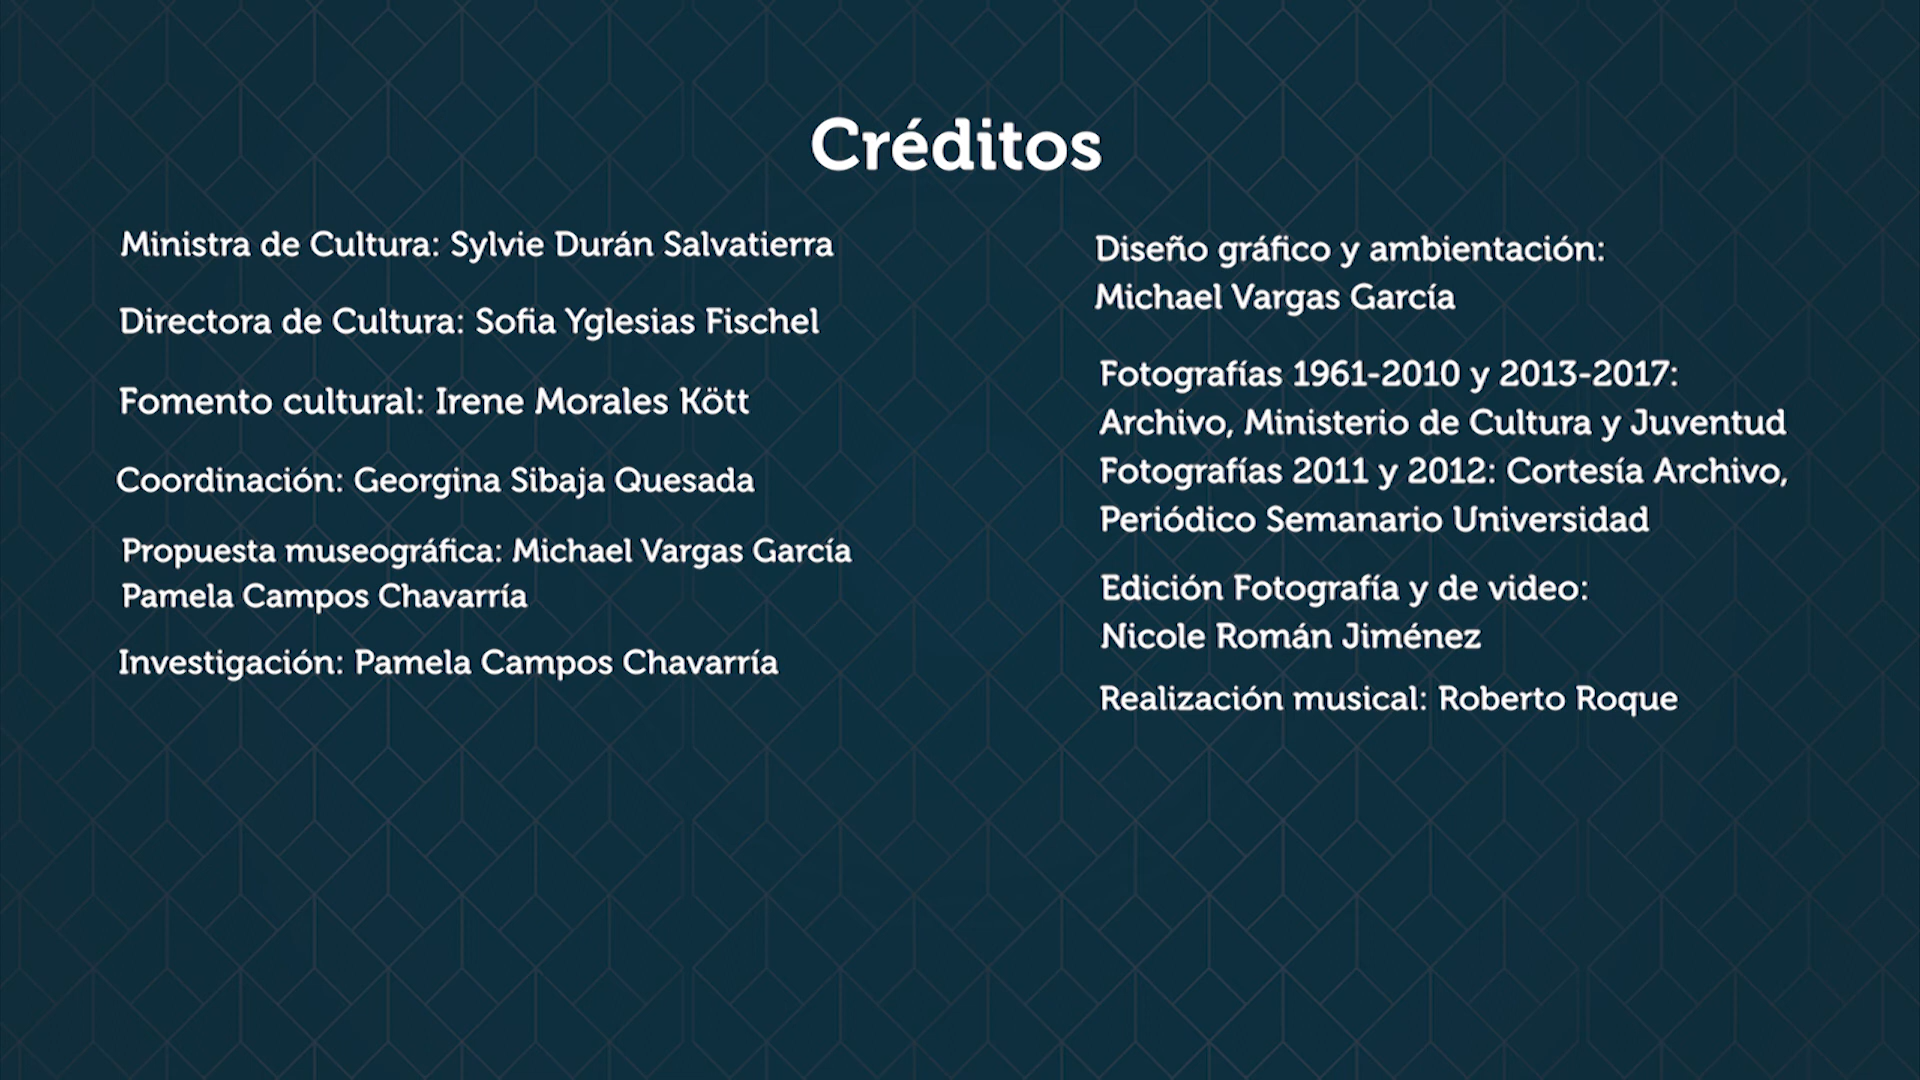 Créditos
Ministra de Cultura: Sylvie Durán Salvatierra
Directora de Cultura: Sofia Yglesias Fischel
Fomento cultural: Irene Morales Kött
Coordinación: Georgina Sibaja Quesada
Propuesta museográfica: Michael Vargas García
Pamela Campos Chavarría
Investigación: Pamela Campos Chavarría
Diseño gráfico y ambientación:
Michael Vargas García
Fotografías 1961-2010 y 2013-2017:
Archivo, Ministerio de Cultura y Juventud
Fotografías 2011 y 2012: Cortesía Archivo,
Periódico Semanario Universidad
Edición Fotografía y de video:
Nicole Román Jiménez
Realización musical: Roberto Roque